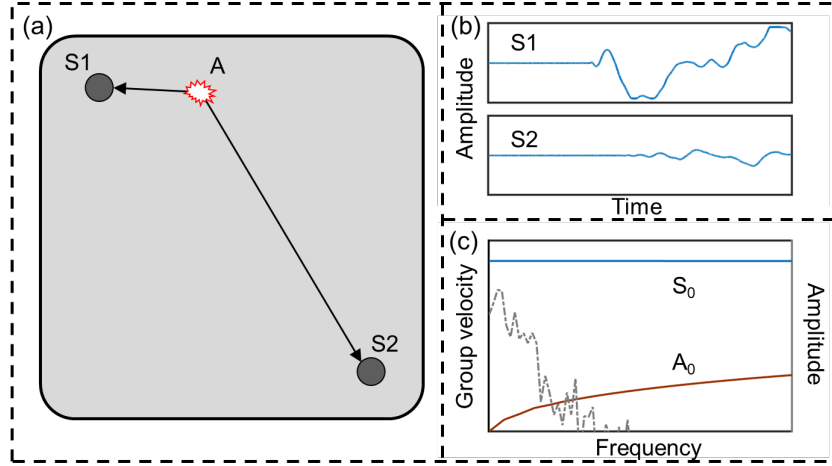 (a)
S1
A
S2
(b)
S1
S2
Amplitude
Time
(c)
S₀
A₀
Group velocity
Amplitude
Frequency